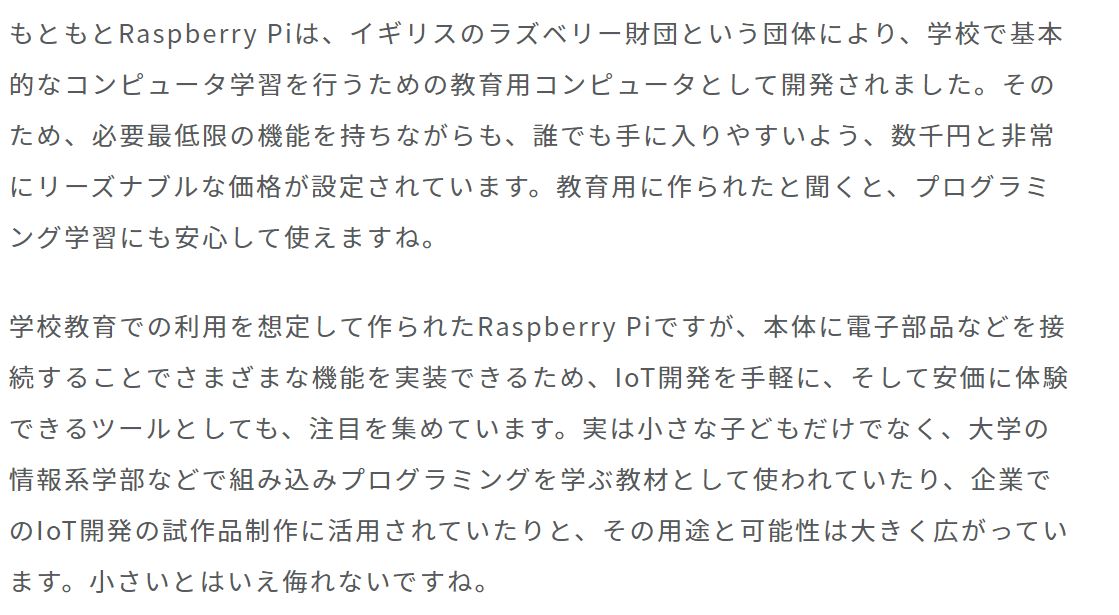 もともとRaspberry Piは、イギリスのラズベリー財団という団体により、学校で基本
的なコンピュータ学習を行うための教育用コンピュータとして開発されました。その
ため、必要最低限の機能を持ちながらも、誰でも手に入りやすいよう、数千円と非常
にリーズナブルな価格が設定されています。教育用に作られたと聞くと、プログラミ
ング学習にも安心して使えますね。
学校教育での利用を想定して作られたRaspberry Piですが、本体に電子部品などを接
続することでさまざまな機能を実装できるため、IoT開発を手軽に、そして安価に体験
できるツールとしても、注目を集めています。実は小さな子どもだけでなく、大学の
情報系学部などで組み込みプログラミングを学ぶ教材として使われていたり、企業で
のIoT開発の試作品制作に活用されていたりと、その用途と可能性は大きく広がってい
ます。小さいとはいえ侮れないですね。